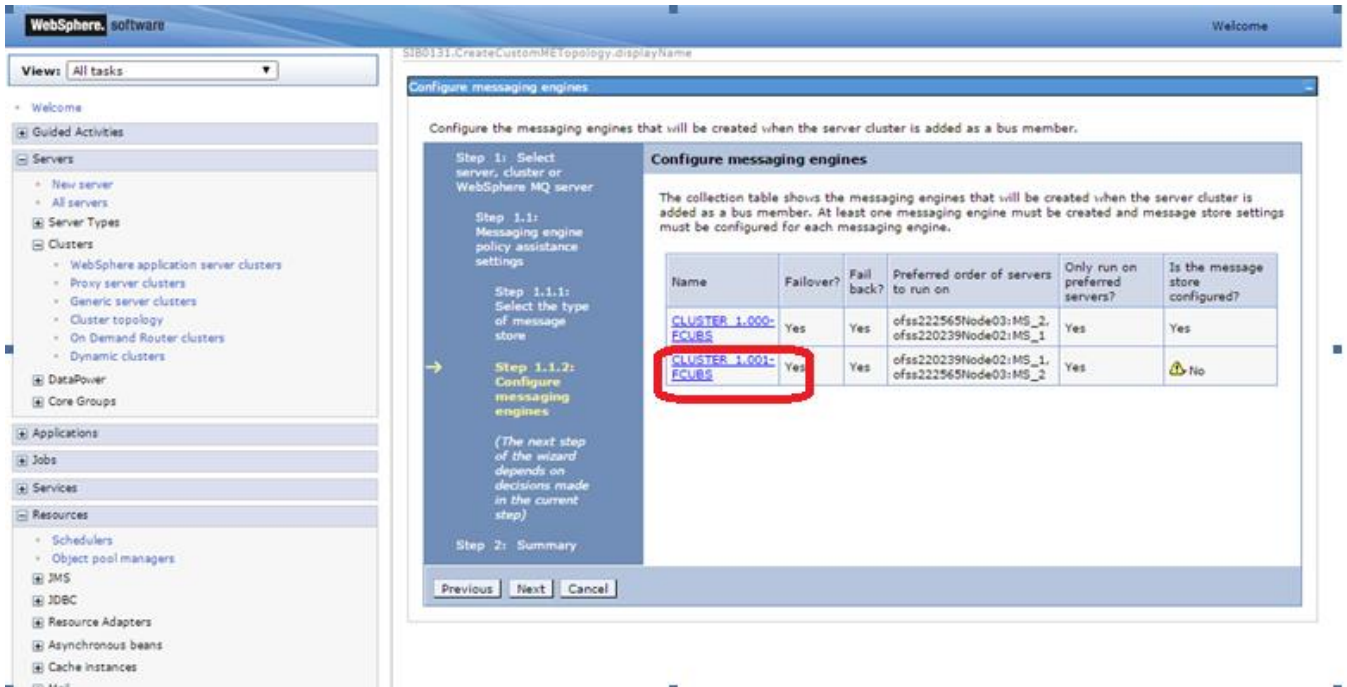 WebSphere. software
Welcome
View: All tasks
Welcome
Guided Activities
Servers
New server
All servers
Server Types
Clusters
WebSphere application server clusters
Proxy server clusters
Generic server clusters
Cluster topology
On Demand Router clusters
Dynamic clusters
DataPower
Core Groups
Applications
Jobs
Services
Resources
Schedulers
Object pool managers
JMS
JDBC
Resource Adapters
Asynchronous beans
Cache instances
SIB0131.CreateCustomMETopology.displayName
Configure messaging engines
Configure the messaging engines that will be created when the server cluster is added as a bus member.
Step 1: Select
server, cluster or
WebSphere MQ server
Step 1.1:
Messaging engine
policy assistance
settings
Step 1.1.1:
Select the type
of message
store
Step 1.1.2:
Configure
messaging
engines
(The next step
of the wizard
depends on
decisions made
in the current
step)
Step 2: Summary
Configure messaging engines
The collection table shows the messaging engines that will be created when the server cluster is
added as a bus member. At least one messaging engine must be created and message store settings
must be configured for each messaging engine.
Name
Failover?
Fail
back?
Preferred order of servers
to run on
Only run on
preferred
servers?
Is the message
store
configured?
CLUSTER_1.000-
FCUBS
Yes
Yes
ofss222565Node03:MS_2,
ofss220239Node02:MS_1
Yes
Yes
CLUSTER_1.001-
FCUBS
Yes
Yes
ofss220239Node02:MS_1,
ofss222565Node03:MS_2
Yes
No
Previous Next Cancel